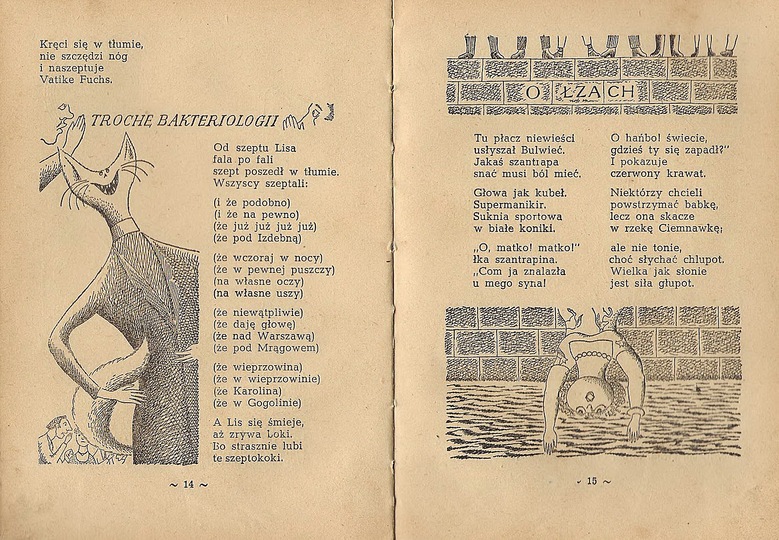 Kręci się w tłumie,
nie szczędzi nóg
i naszeptuje
Vatike Fuchs.
TROCHĘ BAKTERIOLOGII
Od szeptu Lisa
fala po fali
szept poszedł w tłumie.
Wszyscy szeptali:
(i że podobno)
(i że na pewno)
(że już już już już)
(że pod Izdebną)
(że wczoraj w nocy)
(że w pewnej puszczy)
(na własne oczy)
(na własne uszy)
(że niewątpliwie)
(że daję głowę)
(że nad Warszawą)
(że pod Mrągowem)
(że wieprzowina)
(że w wieprzowinie)
(że Karolina)
(że w Gogolinie)
A Lis się śmieje,
aż zrywa boki.
Bo strasznie lubi
te szeptokoki.
~ 14 ~
O ŁZACH
Tu płacz niewieści
usłyszał Bulwieć.
Jakaś szantrapa
snać musi ból mieć.
Głowa jak kubeł.
Supermanikir.
Suknia sportowa
w białe koniki.
„O, matko! matko!"
łka szantrapina.
„Com ja znalazła
u mego syna!
O hańbo! świecie,
gdzieś ty się zapadł?"
I pokazuje
czerwony krawat.
Niektórzy chcieli
powstrzymać babkę,
lecz ona skacze
w rzekę Ciemnawkę;
ale nie tonie,
choć słychać chlupot.
Wielka jak słonie
jest siła głupot.
~ 15 ~